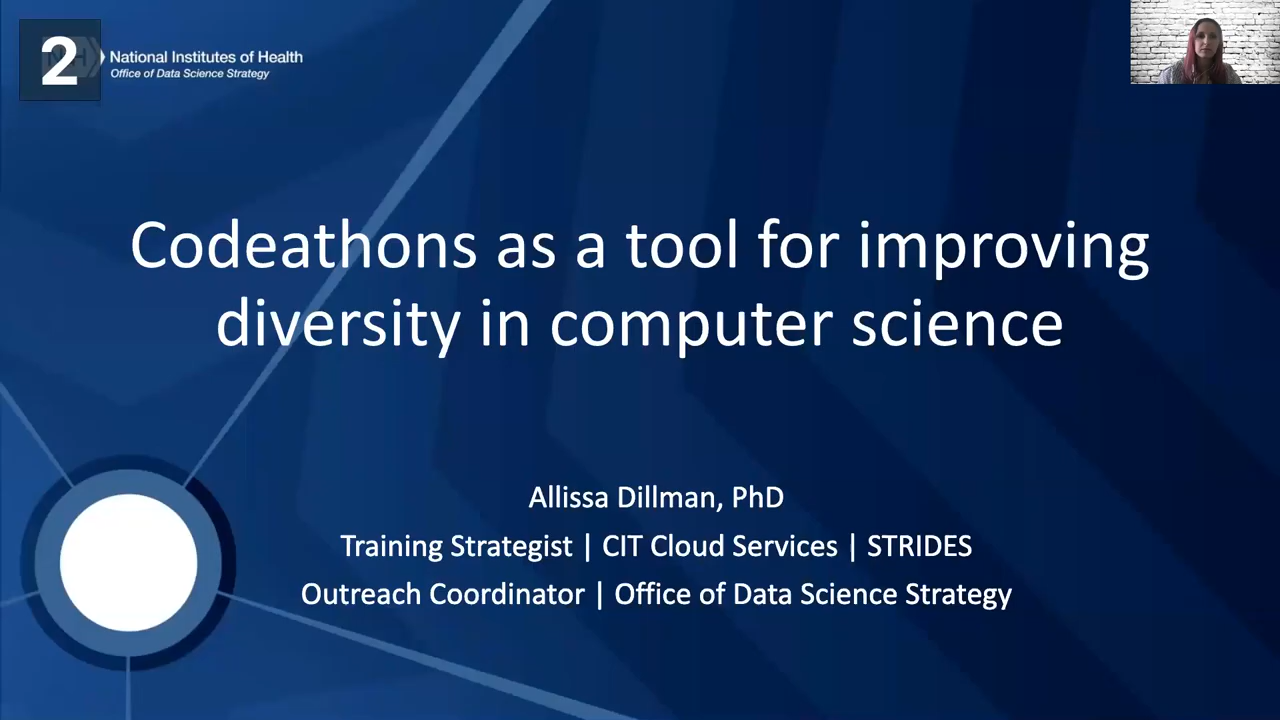 2
National Institutes of Health
Office of Data Science Strategy
Codeathons as a tool for improving
diversity in computer science
Allissa Dillman, PhD
Training Strategist | CIT Cloud Services | STRIDES
Outreach Coordinator | Office of Data Science Strategy